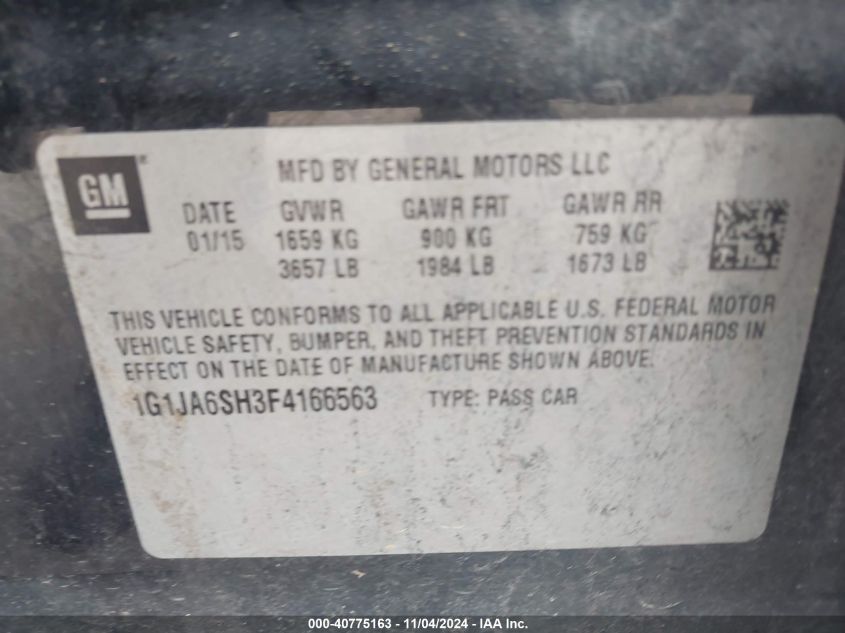 GM
MFD BY GENERAL MOTORS LLC
DATE GVWR GAWR FRT GAWR RR
01/15 1659 KG 900 KG 759 KG
3657 LB 1984 LB 1673 LB
THIS VEHICLE CONFORMS TO ALL APPLICABLE U.S. FEDERAL MOTOR
VEHICLE SAFETY, BUMPER, AND THEFT PREVENTION STANDARDS IN
EFFECT ON THE DATE OF MANUFACTURE SHOWN ABOVE.
1G1JA6SH3F4166563 TYPE: PASS CAR
000-40775163 - 11/04/2024 - IAA Inc.